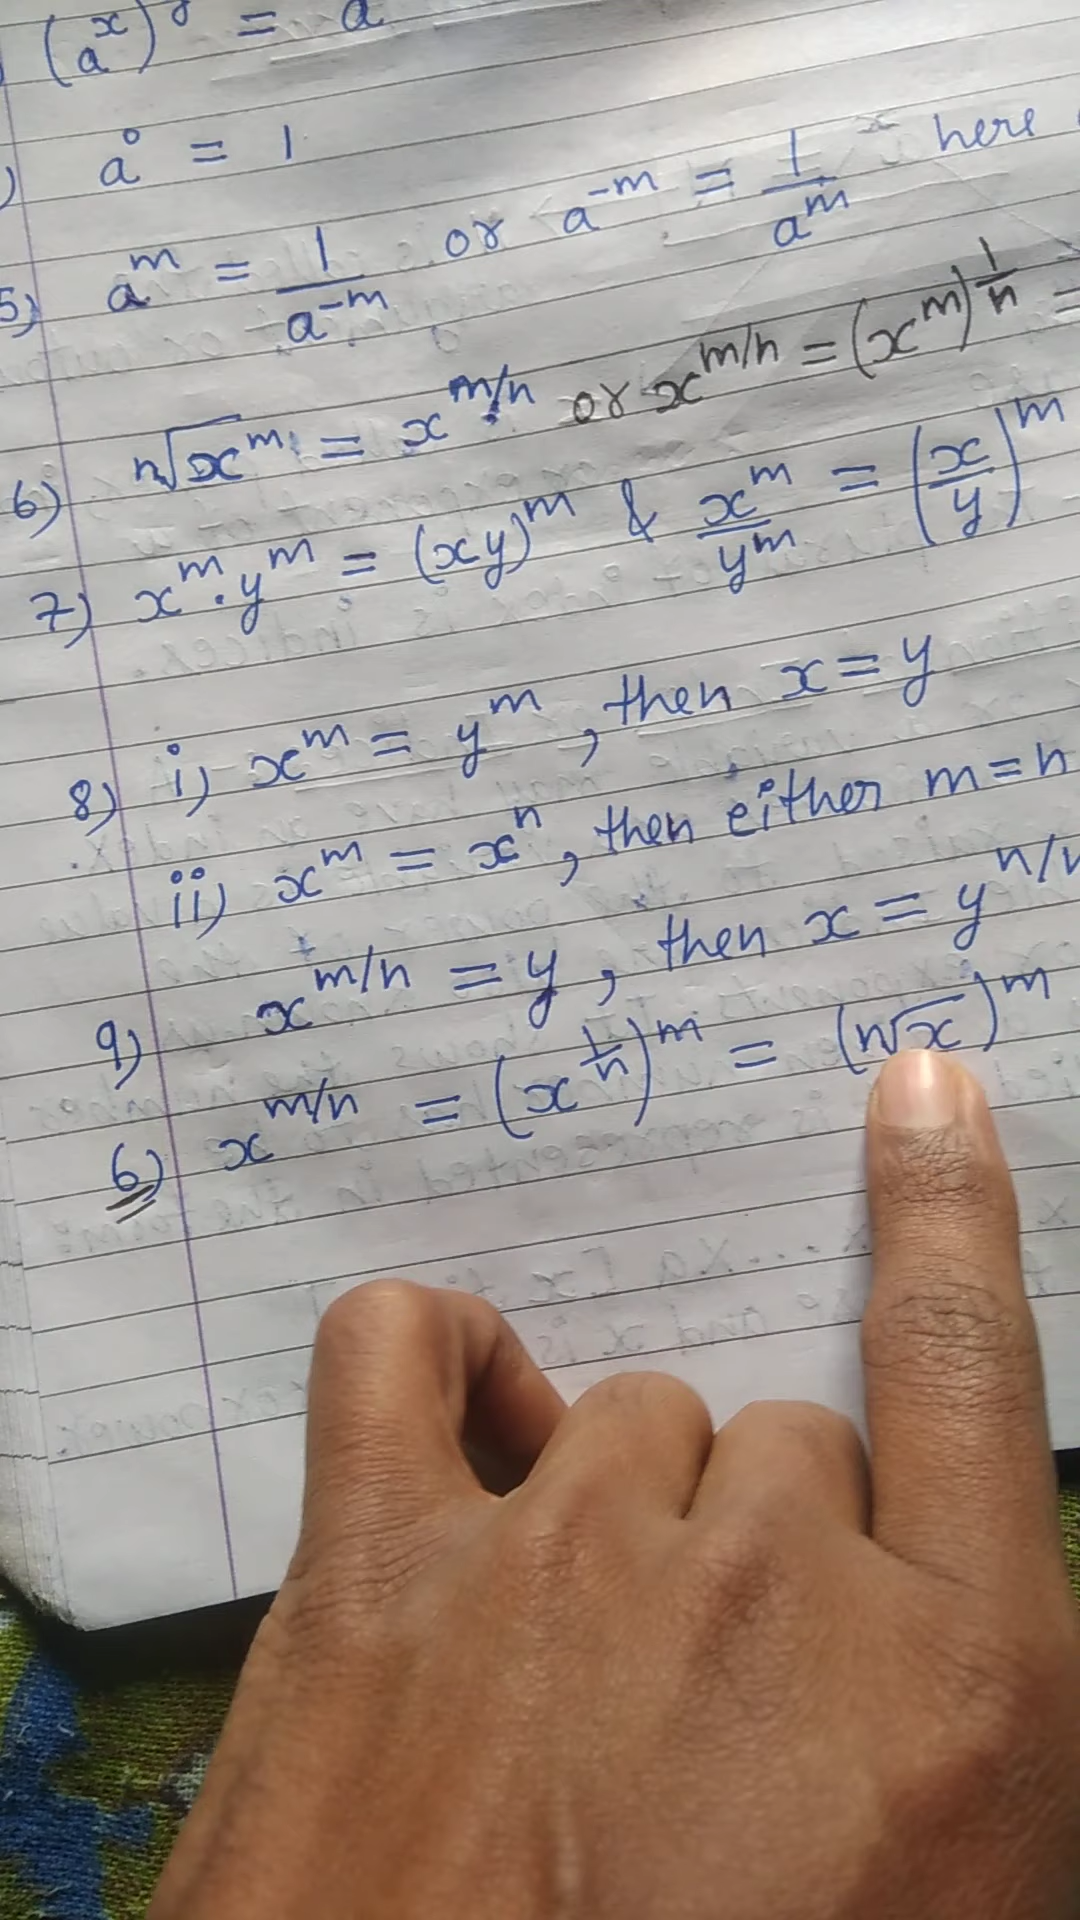 (a^x)^y = a
a^0 = 1
5) a^m = 1/a^-m or a^-m = 1/a^m here
6) n√x^m = x^m/n or x^m/n = (x^m)^1/n =
7) x^m . y^m = (xy)^m & x^m/y^m = (x/y)^m
8) i) x^m = y^m, then x = y
ii) x^m = x^n, then either m = n
9) x^m/n = y, then x = y^n/
6) x^m/n = (x^1/n)^m = (n√x)^m